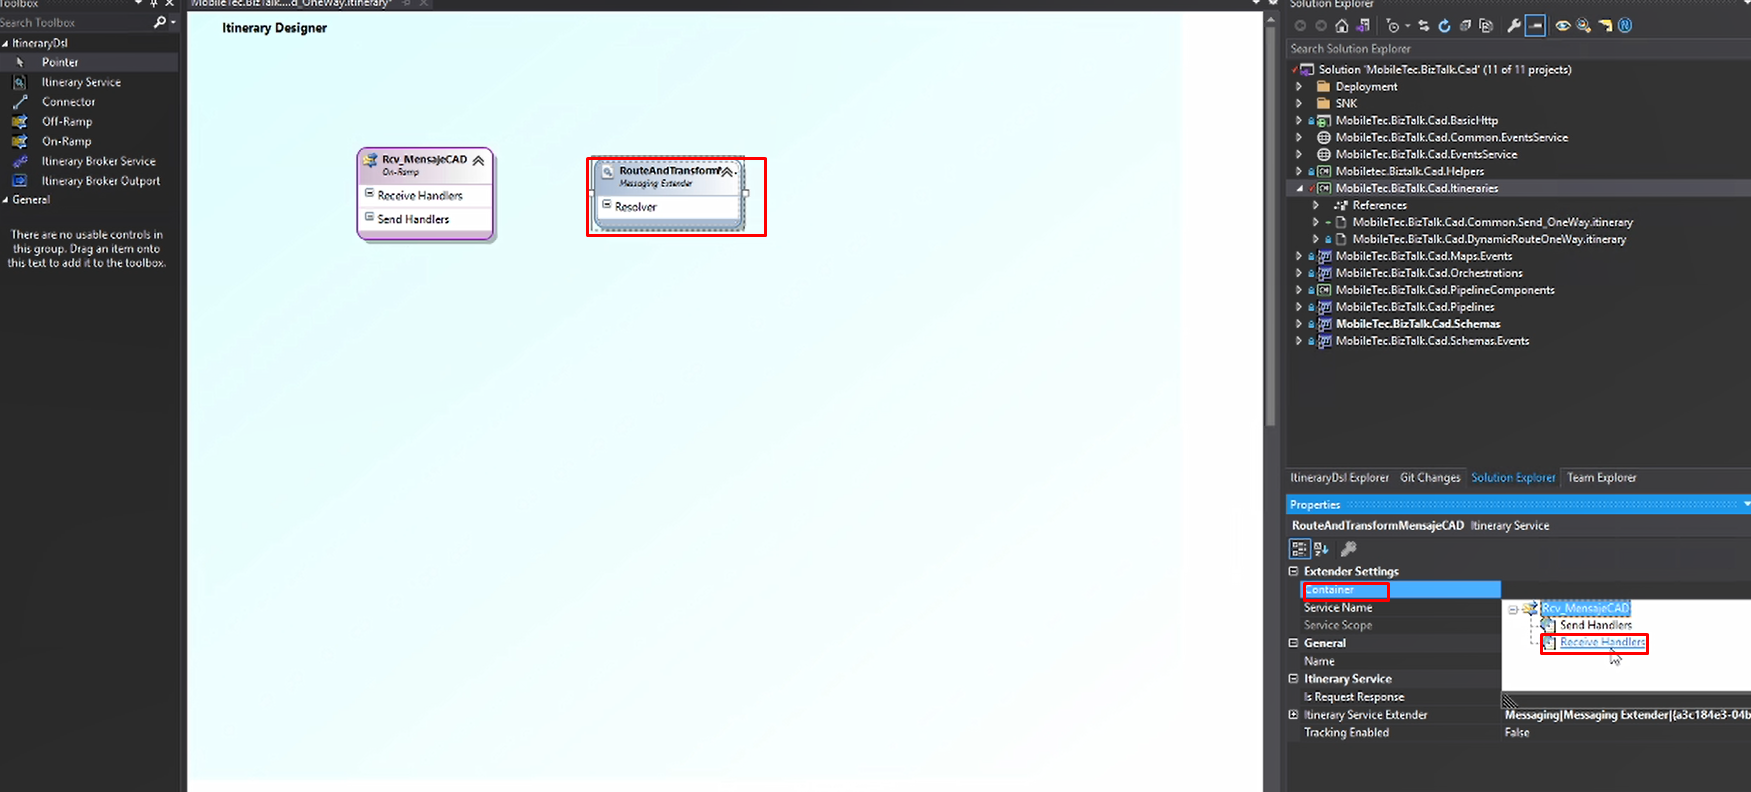 Toolbox
Search Toolbox
ItineraryDsl
Pointer
Itinerary Service
Connector
Off-Ramp
On-Ramp
Itinerary Broker Service
Itinerary Broker Outport
General
There are no usable controls in
this group. Drag an item onto
this text to add it to the toolbox.
MobileTec.BizTalk....d_OneWay.itinerary*
Itinerary Designer
Rcv_MensajeCAD
On-Ramp
Receive Handlers
Send Handlers
RouteAndTransform
Messaging Extender
Resolver
Solution Explorer
Search Solution Explorer
Solution 'MobileTec.BizTalk.Cad' (11 of 11 projects)
Deployment
SNK
MobileTec.BizTalk.Cad.BasicHttp
MobileTec.BizTalk.Cad.Common.EventsService
MobileTec.BizTalk.Cad.EventsService
Mobiletec.Biztalk.Cad.Helpers
MobileTec.BizTalk.Cad.Itineraries
References
MobileTec.BizTalk.Cad.Common.Send_OneWay.itinerary
MobileTec.BizTalk.Cad.DynamicRouteOneWay.itinerary
MobileTec.BizTalk.Cad.Maps.Events
MobileTec.BizTalk.Cad.Orchestrations
MobileTec.BizTalk.Cad.PipelineComponents
MobileTec.BizTalk.Cad.Pipelines
MobileTec.BizTalk.Cad.Schemas
MobileTec.BizTalk.Cad.Schemas.Events
ItineraryDsl Explorer Git Changes Solution Explorer Team Explorer
Properties
RouteAndTransformMensajeCAD Itinerary Service
Extender Settings
Container
Service Name
Service Scope
General
Name
Itinerary Service
Is Request Response
Itinerary Service Extender Messaging|Messaging Extender|{a3c184e3-04b
Tracking Enabled False
Rcv_MensajeCAD
Send Handlers
Receive Handlers